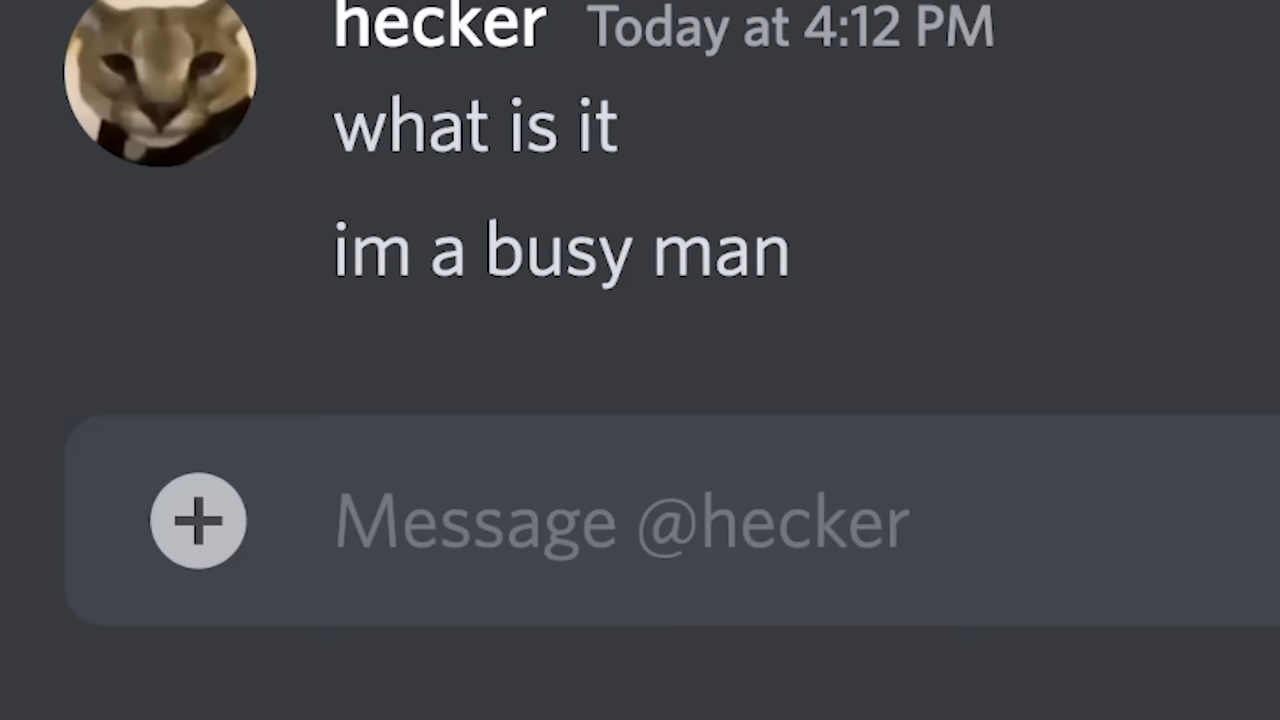 hecker Today at 4:12 PM
what is it
im a busy man
Message @hecker